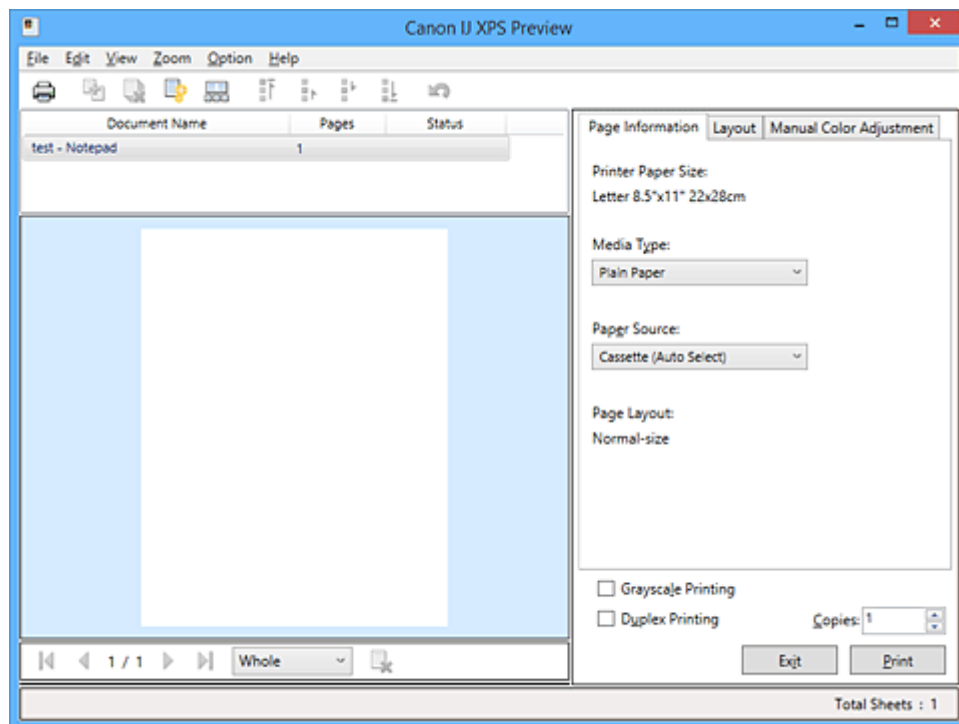 Canon IJ XPS Preview
File Edit View Zoom Option Help
Document Name Pages Status
test - Notepad 1
Page Information Layout Manual Color Adjustment
Printer Paper Size:
Letter 8.5"x11" 22x28cm
Media Type:
Plain Paper
Paper Source:
Cassette (Auto Select)
Page Layout:
Normal-size
Grayscale Printing
Duplex Printing Copies: 1
1 / 1 Whole
Exit Print
Total Sheets : 1